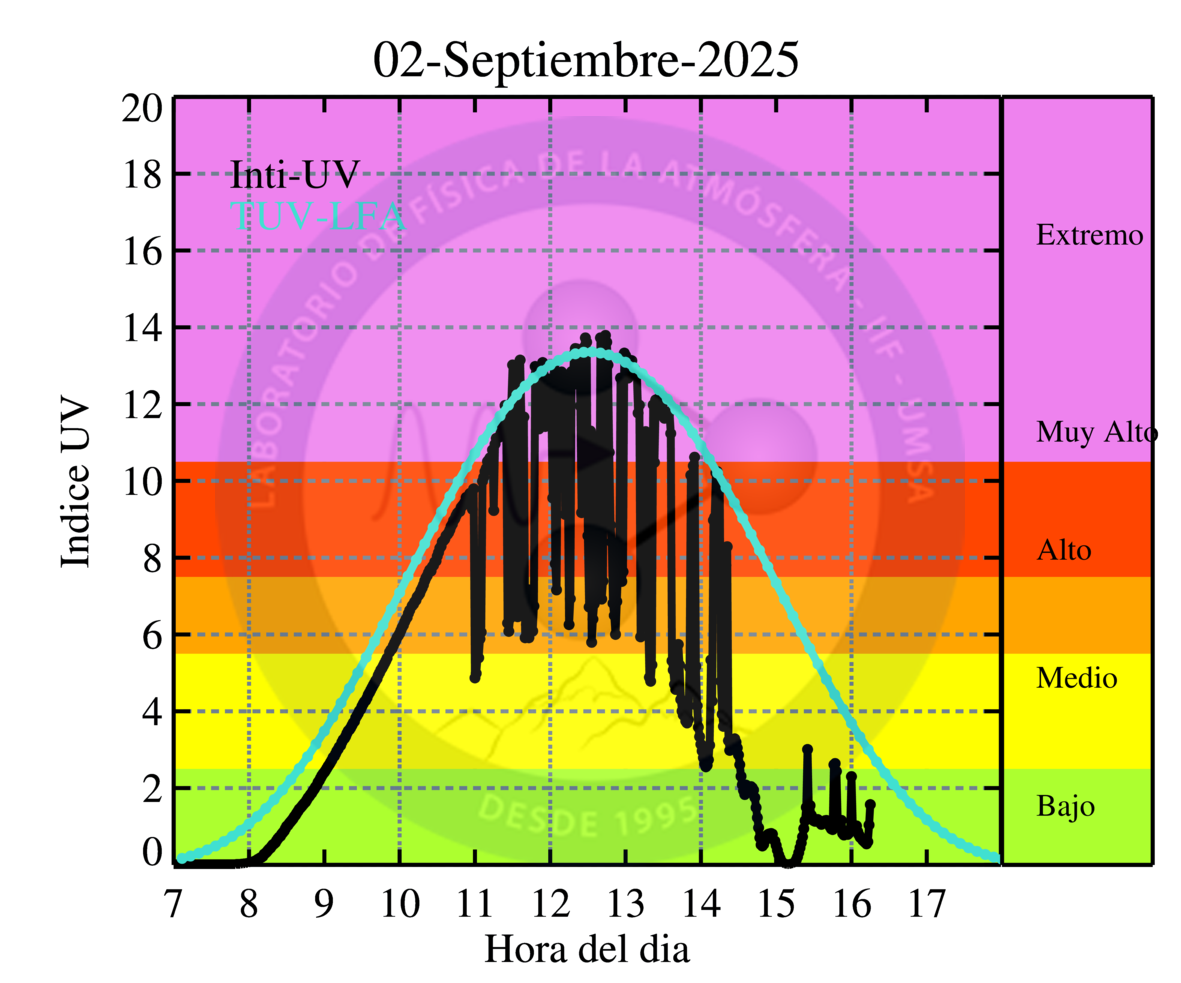 02-Septiembre-2025
20
18
16
14
12
10
8
6
4
2
0
Indice UV
Inti-UV
TUV-LFA
LABORATORIO DE FÍSICA DE LA ATMÓSFERA - IIF - UMSA
DESDE 1995
Extremo
Muy Alto
Alto
Medio
Bajo
7 8 9 10 11 12 13 14 15 16 17
Hora del dia